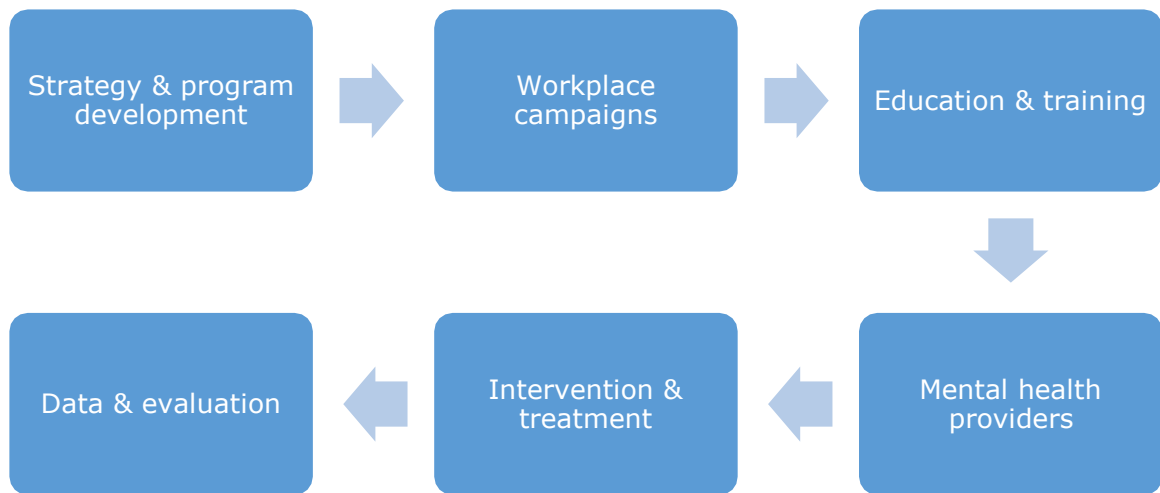 Strategy & program
development
Workplace
campaigns
Education & training
Mental health
providers
Intervention &
treatment
Data & evaluation